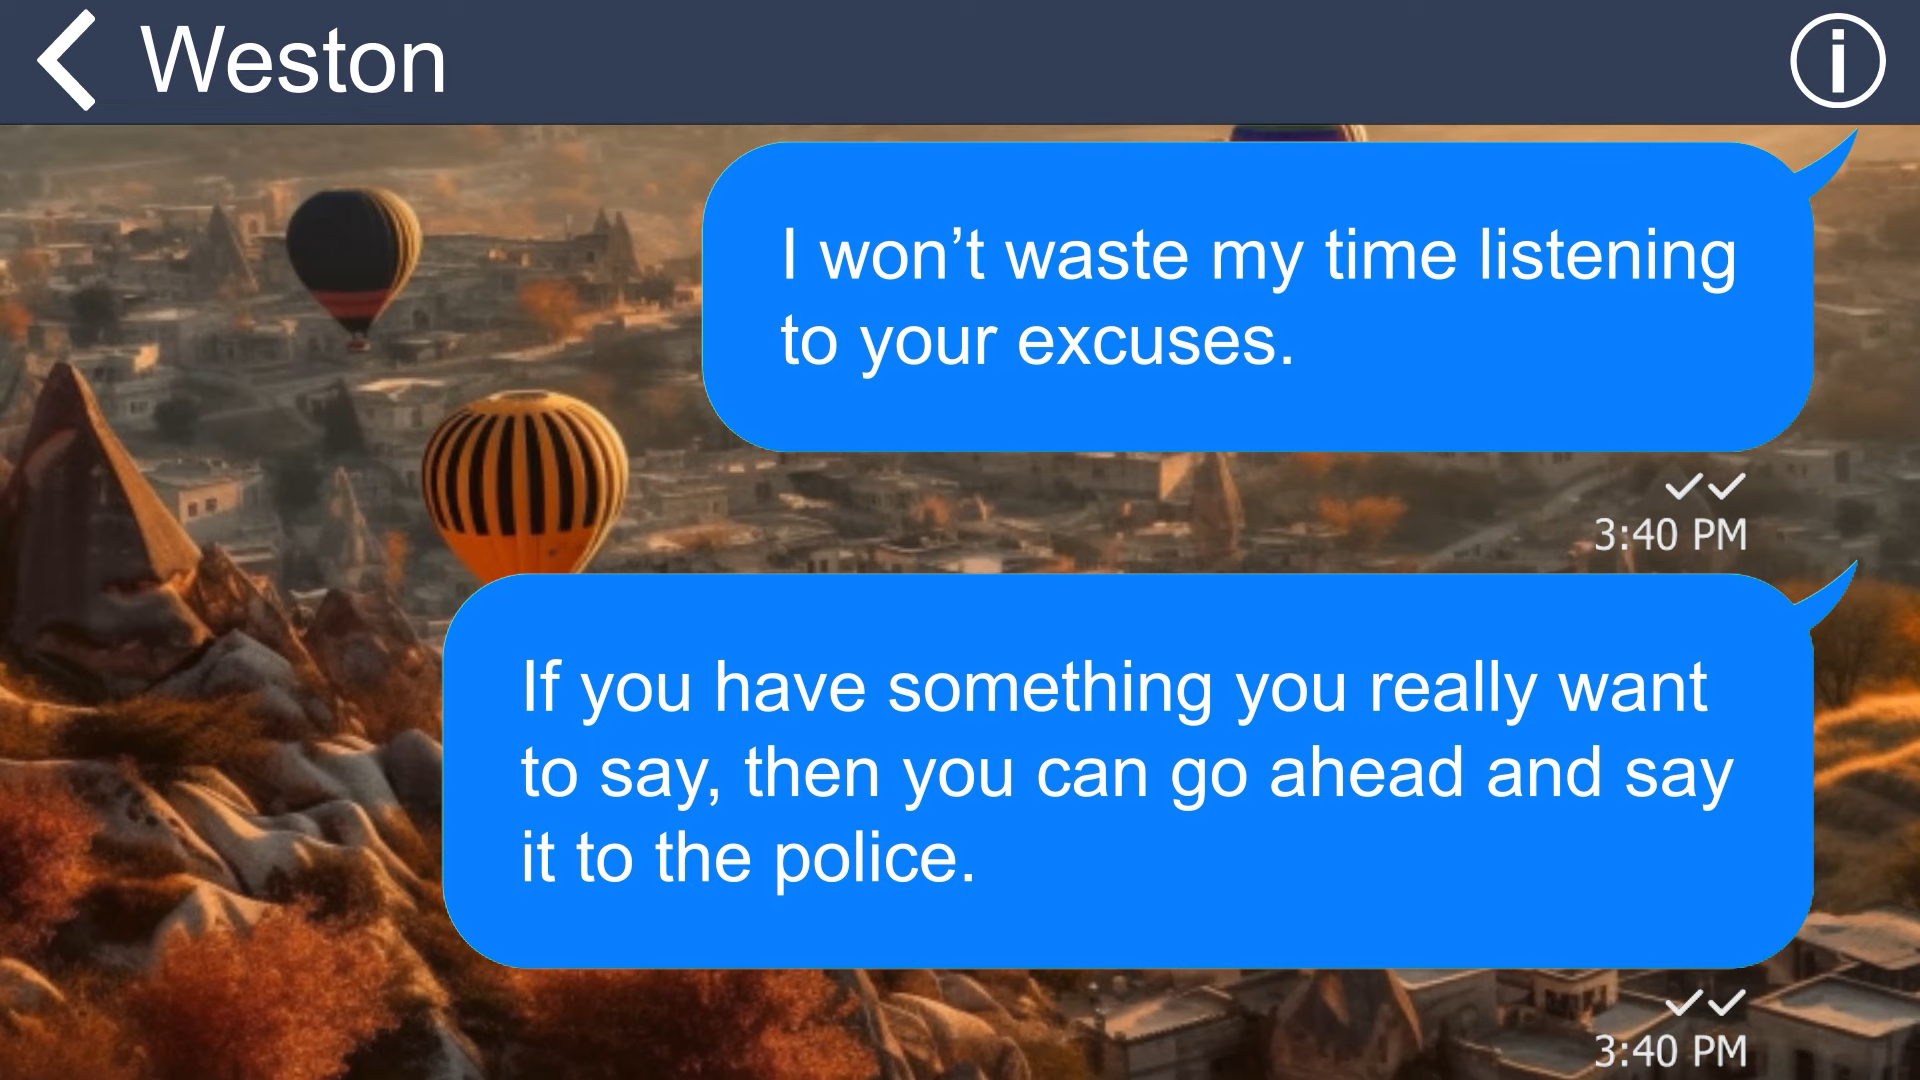 Weston
I won’t waste my time listening
to your excuses.
3:40 PM
If you have something you really want
to say, then you can go ahead and say
it to the police.
3:40 PM